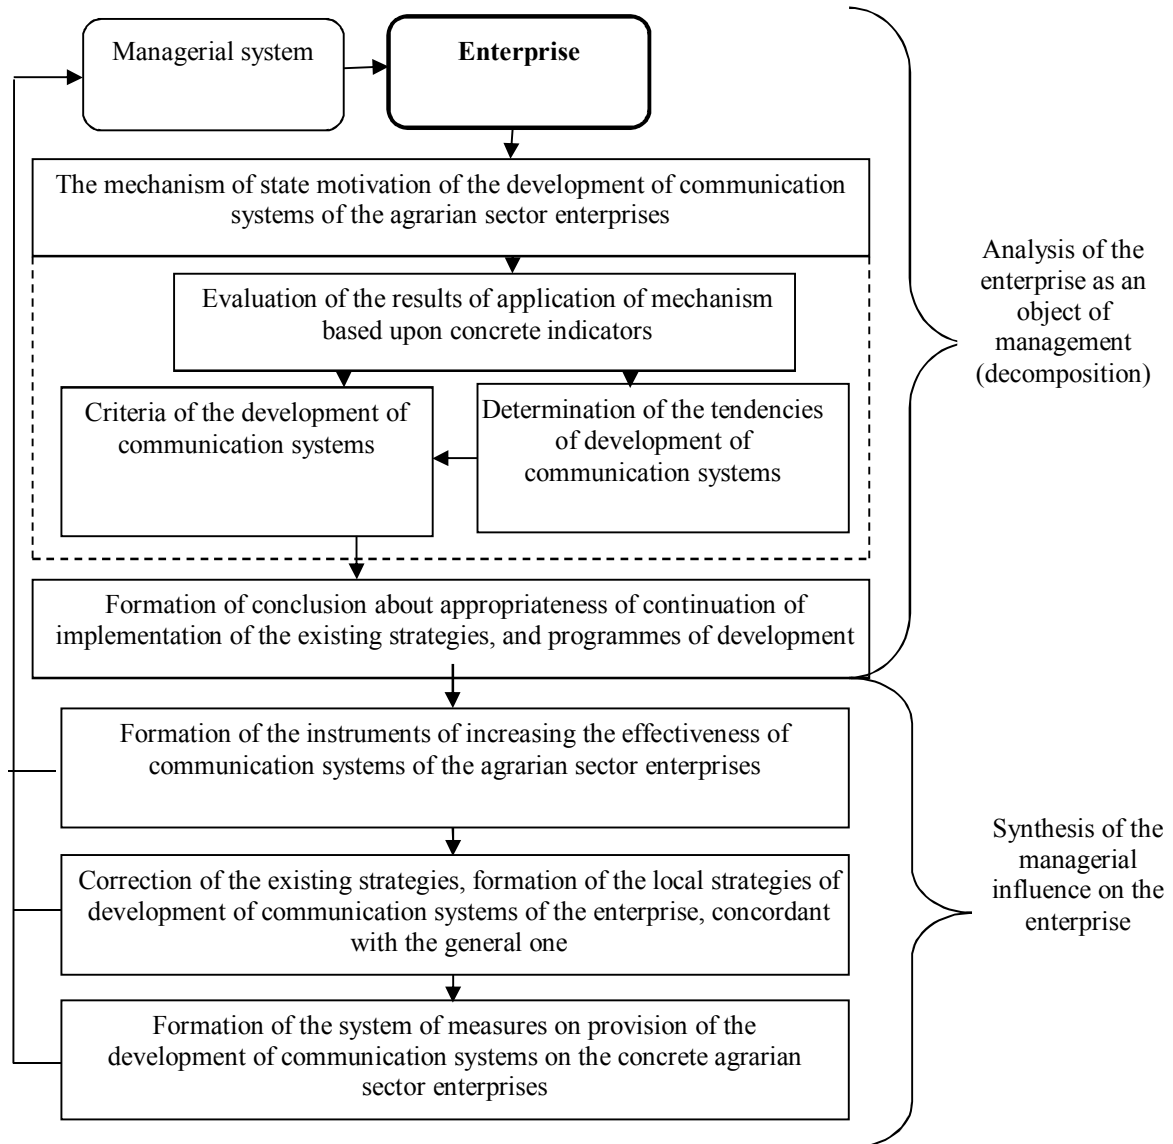 Managerial system
Enterprise
The mechanism of state motivation of the development of communication
systems of the agrarian sector enterprises
Evaluation of the results of application of mechanism
based upon concrete indicators
Criteria of the development of
communication systems
Determination of the tendencies
of development of
communication systems
Formation of conclusion about appropriateness of continuation of
implementation of the existing strategies, and programmes of development
Analysis of the
enterprise as an
object of
management
(decomposition)
Formation of the instruments of increasing the effectiveness of
communication systems of the agrarian sector enterprises
Correction of the existing strategies, formation of the local strategies of
development of communication systems of the enterprise, concordant
with the general one
Formation of the system of measures on provision of the
development of communication systems on the concrete agrarian
sector enterprises
Synthesis of the
managerial
influence on the
enterprise